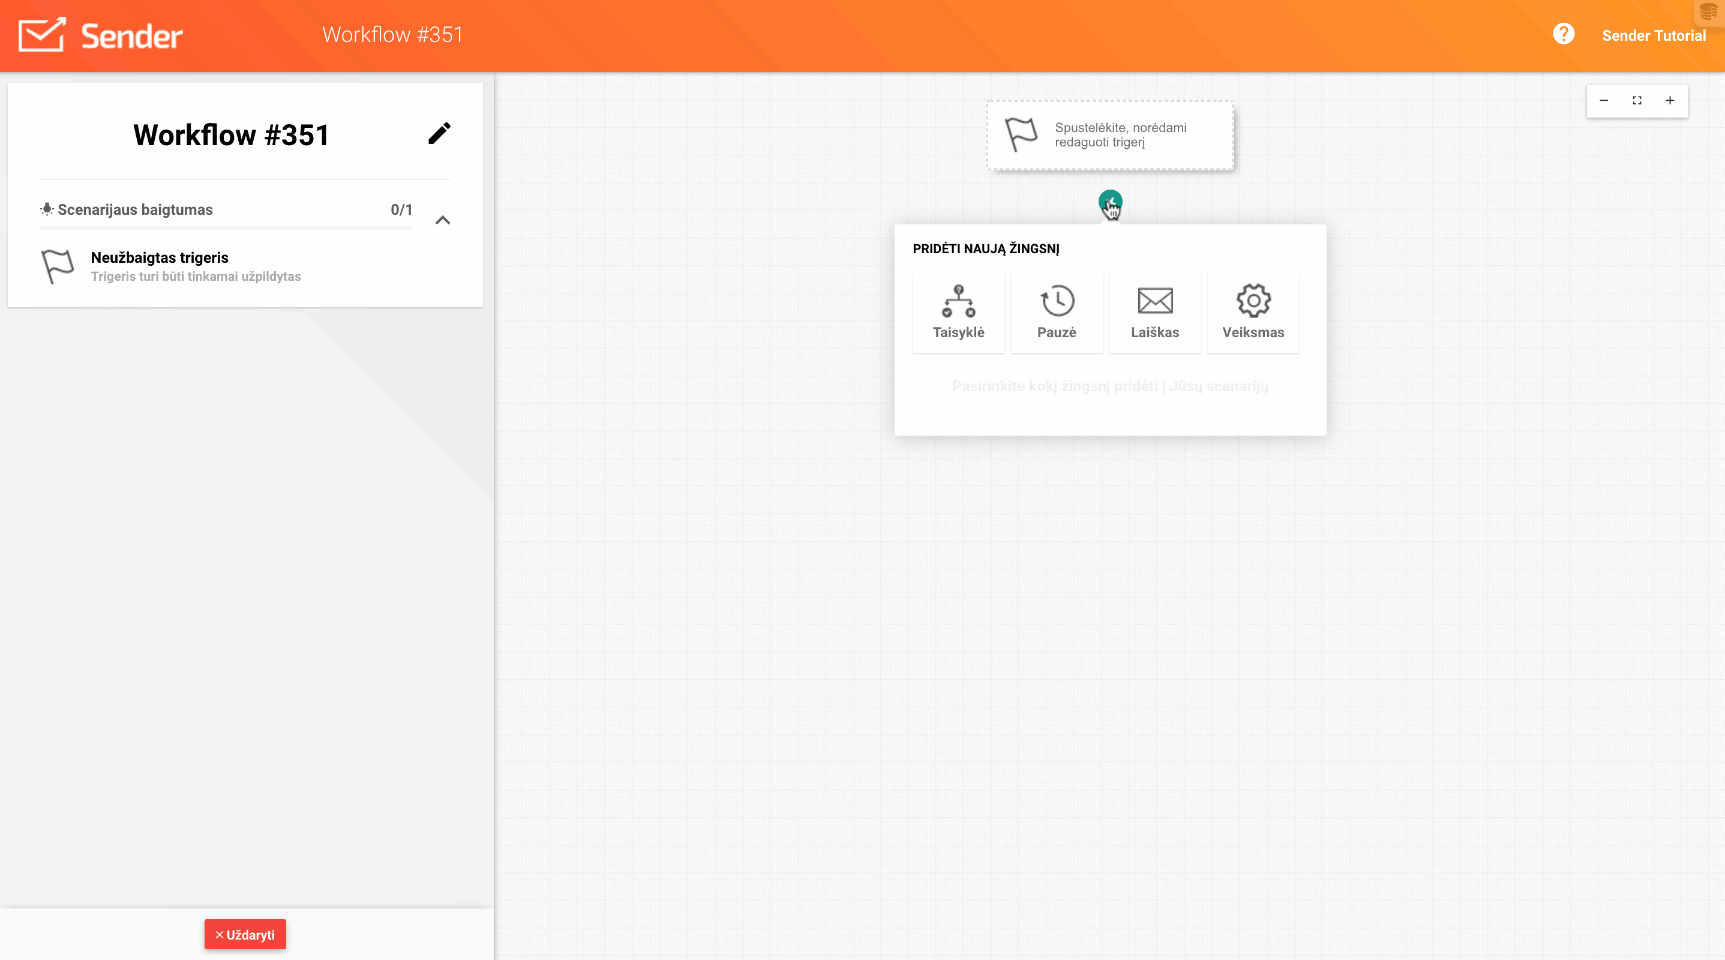 Sender
Workflow #351
Sender Tutorial
Workflow #351
Scenarijaus baigtumas 0/1
Neužbaigtas trigeris
Trigeris turi būti tinkamai užpildytas
Uždaryti
Spustelėkite, norėdami
redaguoti trigerį
PRIDĖTI NAUJĄ ŽINGSNĮ
Taisyklė Pauzė Laiškas Veiksmas
Pasirinkite kokį žingsnį pridėti į Jūsų scenarijų